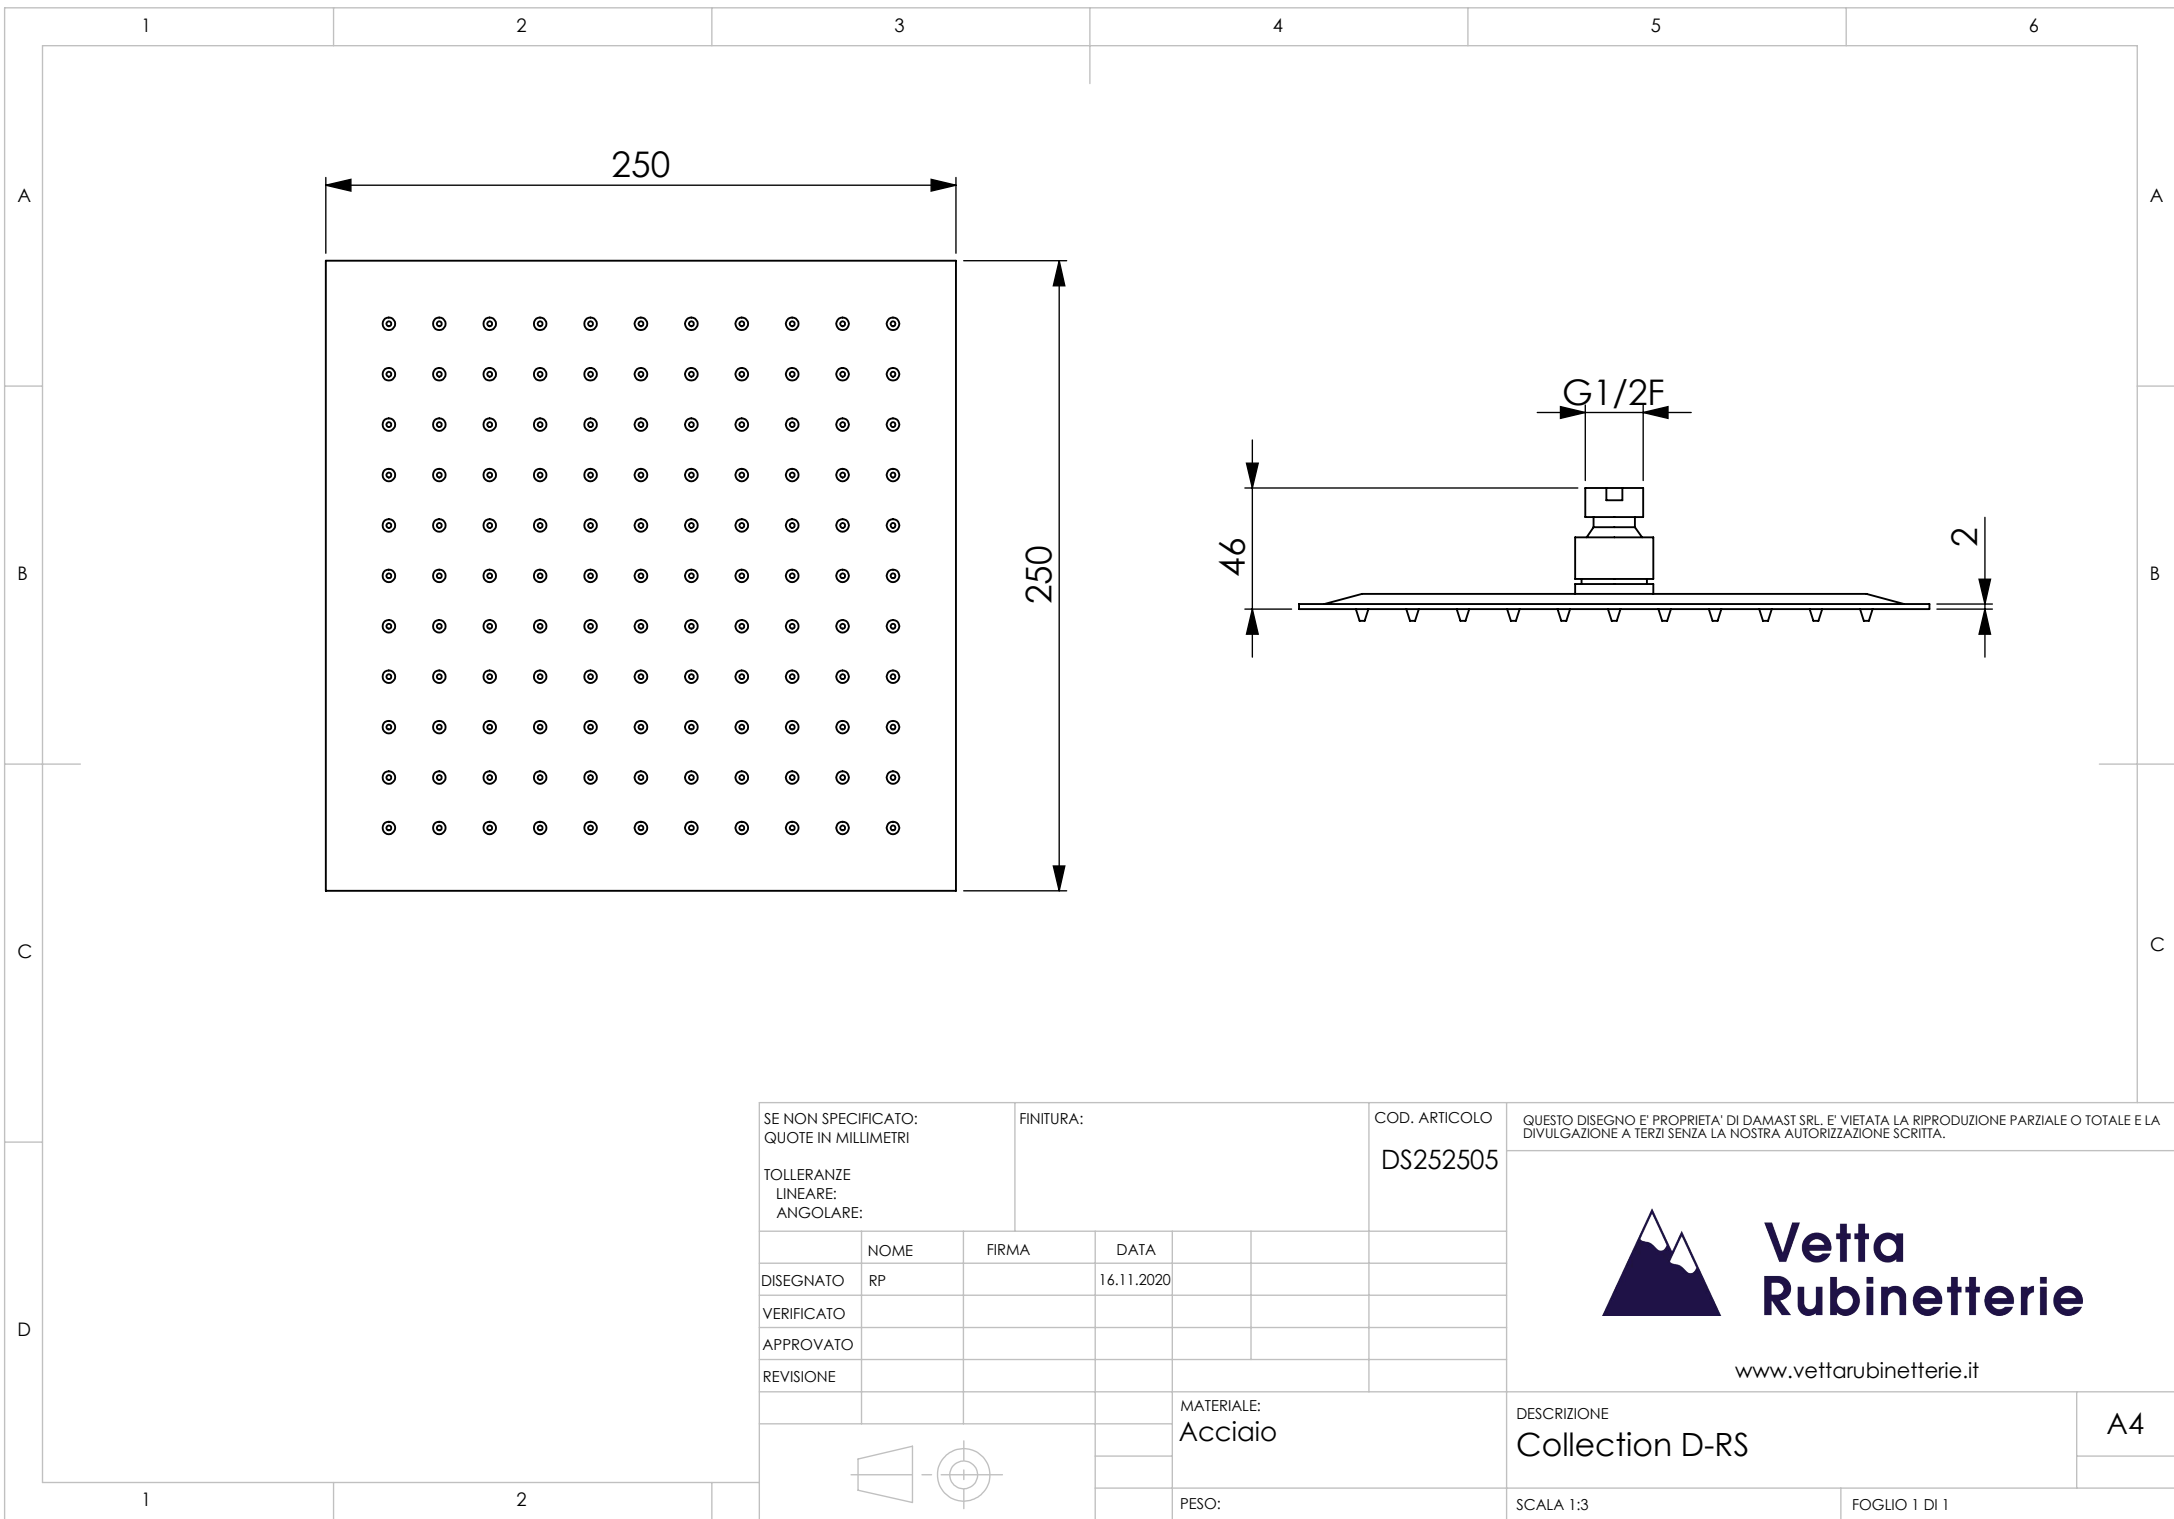 1 2 3 4 5 6
A A
250
G1/2F
46
2
250
B B
C C
D
SE NON SPECIFICATO:
QUOTE IN MILLIMETRI
TOLLERANZE
LINEARE:
ANGOLARE:
FINITURA:
COD. ARTICOLO
DS252505
QUESTO DISEGNO E' PROPRIETA' DI DAMAST SRL. E' VIETATA LA RIPRODUZIONE PARZIALE O TOTALE E LA
DIVULGAZIONE A TERZI SENZA LA NOSTRA AUTORIZZAZIONE SCRITTA.
NOME FIRMA DATA
DISEGNATO RP 16.11.2020
VERIFICATO
APPROVATO
REVISIONE
Vetta
Rubinetterie
www.vettarubinetterie.it
MATERIALE:
Acciaio
DESCRIZIONE
Collection D-RS
A4
PESO:
SCALA 1:3
FOGLIO 1 DI 1
1 2